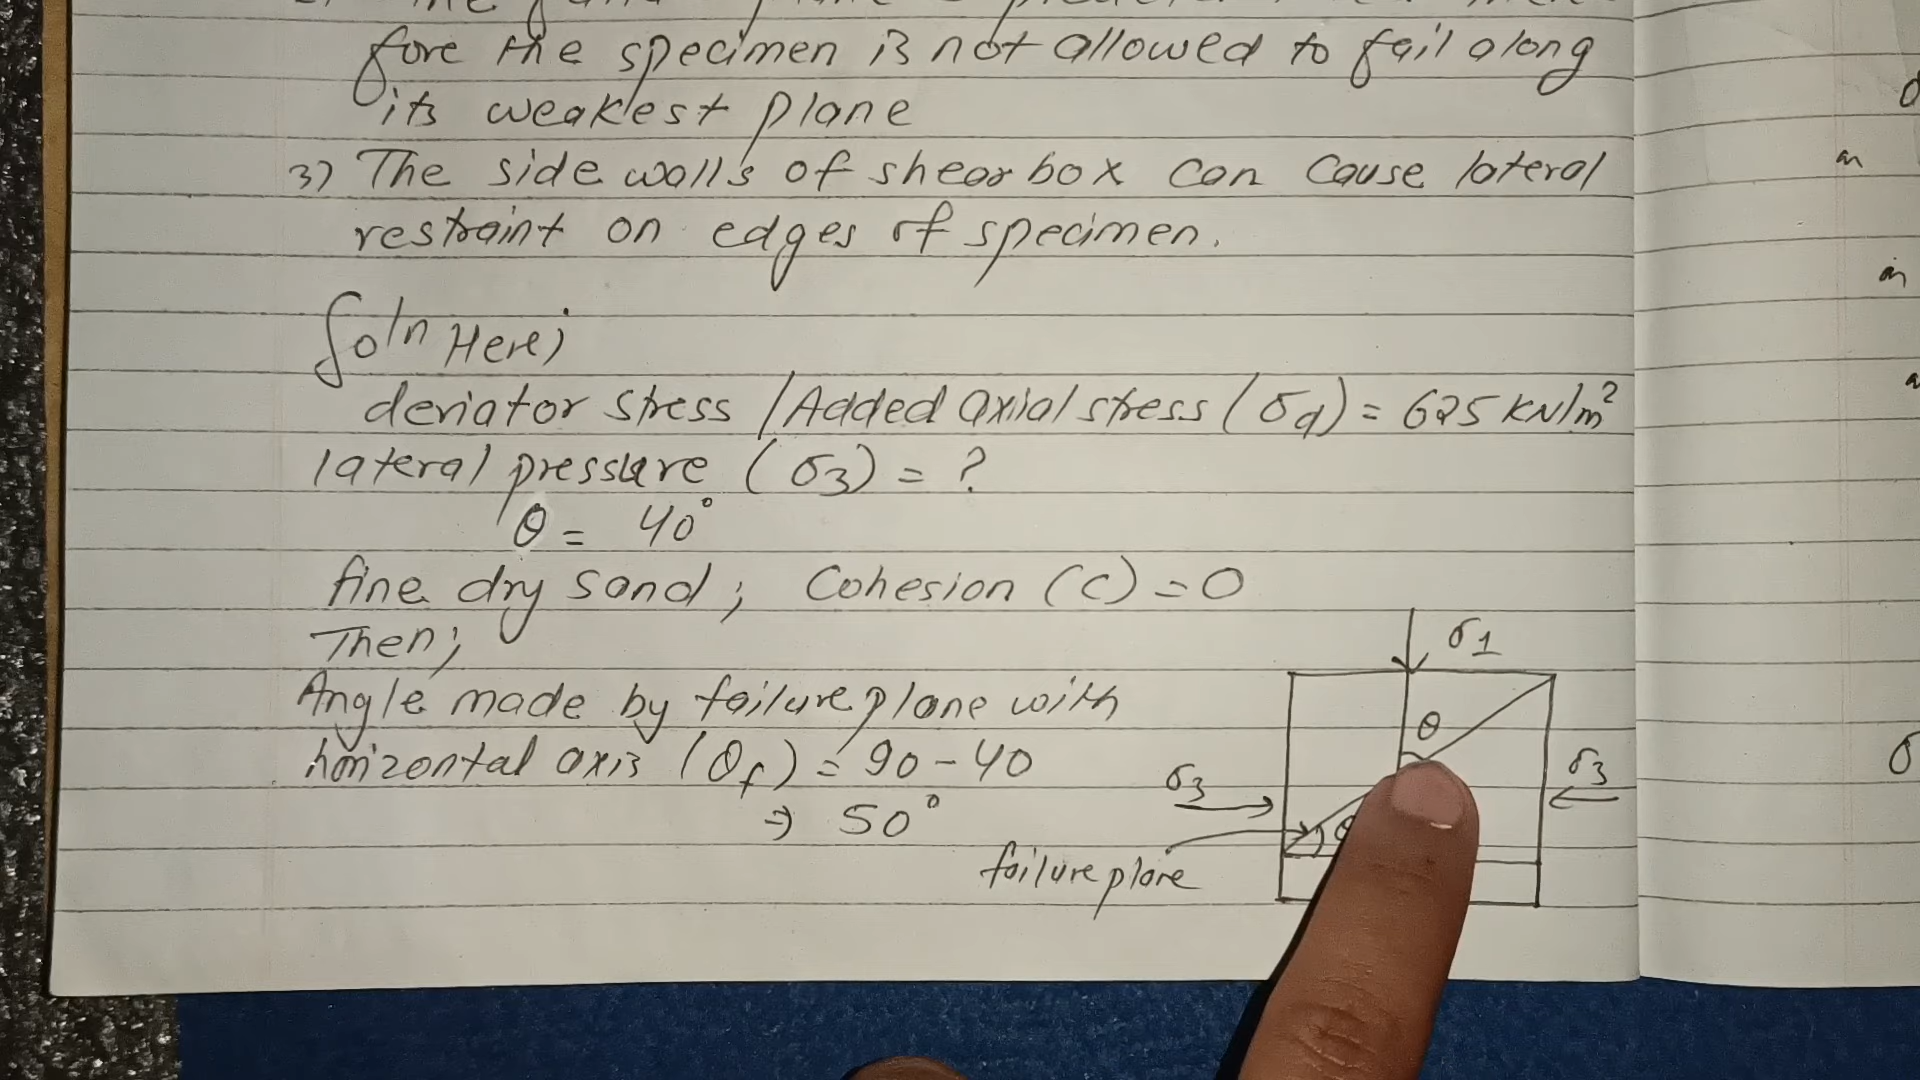 fore the specimen is not allowed to fail along
its weakest plane
3) The side walls of shear box can cause lateral
restraint on edges of specimen.
Soln Here;
deviator stress / Added axial stress (σd) = 625 KN/m²
lateral pressure (σ3) = ?
θ = 40°
fine dry sand; Cohesion (c) = 0
Then;
Angle made by failure plane with
horizontal axis (θf) = 90 - 40
⇒ 50°
σ1
θ
σ3
σ3
failure plane